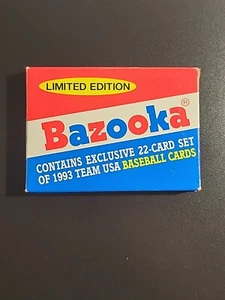 LIMITED EDITION
Bazooka®
CONTAINS EXCLUSIVE 22-CARD SET
OF 1993 TEAM USA BASEBALL CARDS